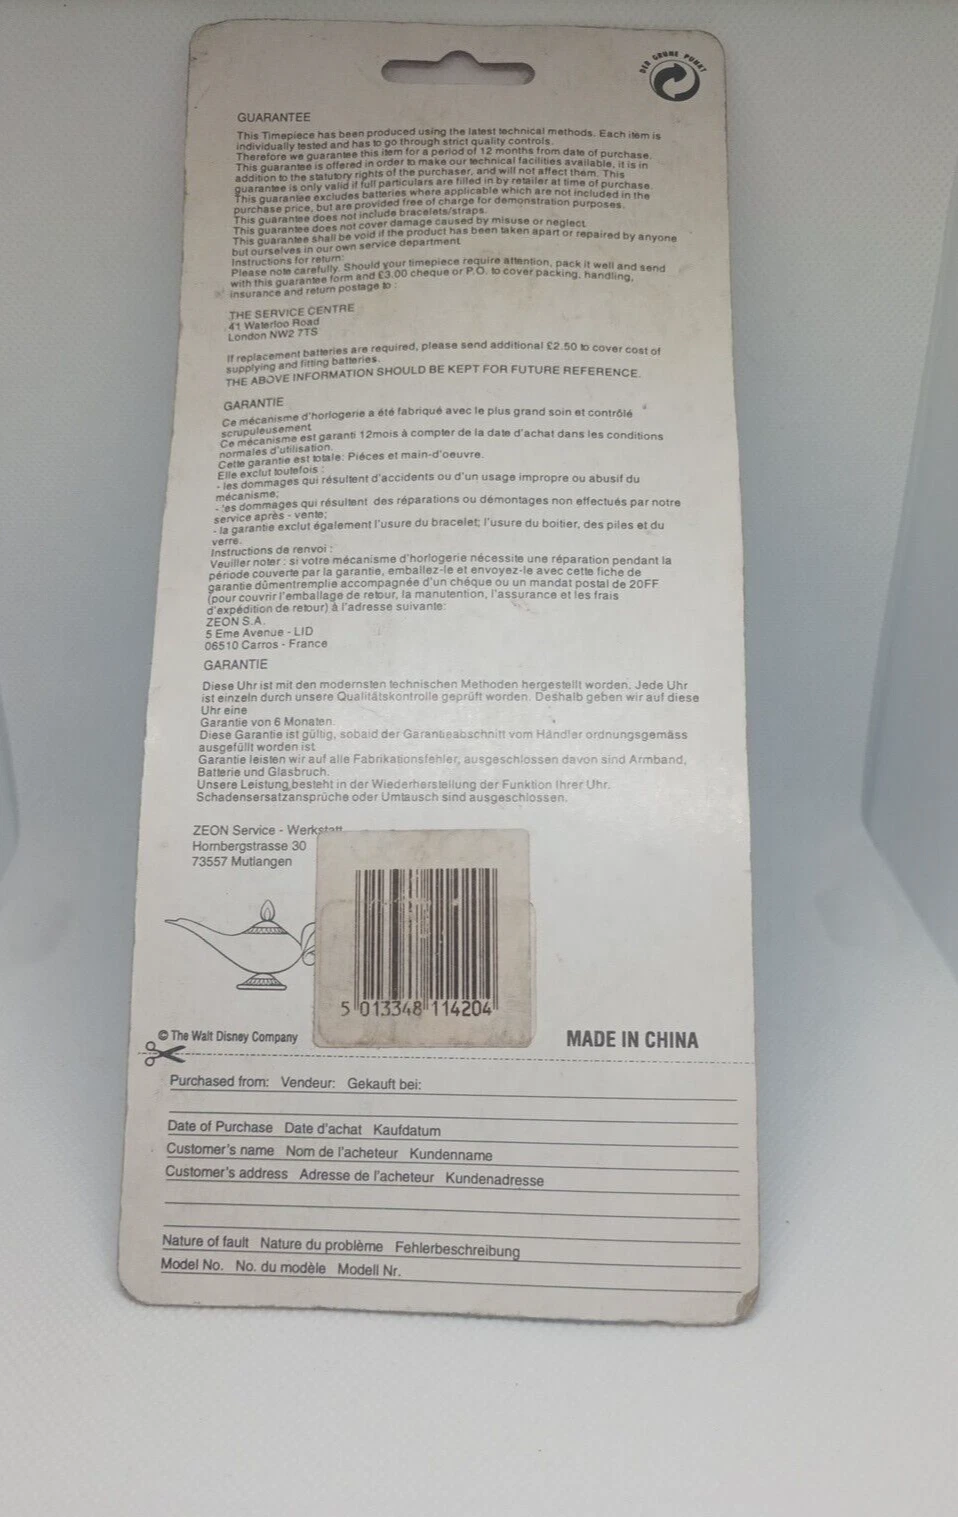 DER GRÜNE PUNKT
GUARANTEE
This Timepiece has been produced using the latest technical methods. Each item is
individually tested and has to go through strict quality controls.
Therefore we guarantee this item for a period of 12 months from date of purchase.
This guarantee is offered in order to make our technical facilities available, it is in
addition to the statutory rights of the purchaser, and will not affect them. This
guarantee is only valid if full particulars are filled in by retailer at time of purchase.
This guarantee excludes batteries where applicable which are not included in the
purchase price, but are provided free of charge for demonstration purposes.
This guarantee does not include bracelets/straps.
This guarantee does not cover damage caused by misuse or neglect.
This guarantee shall be void if the product has been taken apart or repaired by anyone
but ourselves in our own service department
Instructions for return:
Please note carefully. Should your timepiece require attention, pack it well and send
with this guarantee form and £3.00 cheque or P.O. to cover packing, handling,
insurance and return postage to :
THE SERVICE CENTRE
41 Waterloo Road
London NW2 7TS
If replacement batteries are required, please send additional £2.50 to cover cost of
supplying and fitting batteries.
THE ABOVE INFORMATION SHOULD BE KEPT FOR FUTURE REFERENCE.
GARANTIE
Ce mécanisme d'horlogerie a été fabriqué avec le plus grand soin et contrôlé
scrupuleusement
Ce mécanisme est garanti 12mois à compter de la date d'achat dans les conditions
normales d'utilisation.
Cette garantie est totale: Piéces et main-d'oeuvre.
Elle exclut toutefois :
- les dommages qui résultent d'accidents ou d'un usage impropre ou abusif du
mécanisme;
- les dommages qui résultent des réparations ou démontages non effectués par notre
service après - vente;
- la garantie exclut également l'usure du bracelet; l'usure du boitier, des piles et du
verre.
Instructions de renvoi :
Veuiller noter : si votre mécanisme d'horlogerie nécessite une réparation pendant la
période couverte par la garantie, emballez-le et envoyez-le avec cette fiche de
garantie dûmentremplie accompagnée d'un chéque ou un mandat postal de 20FF
(pour couvrir l'emballage de retour, la manutention, l'assurance et les frais
d'expédition de retour) à l'adresse suivante:
ZEON S.A.
5 Eme Avenue - LID
06510 Carros - France
GARANTIE
Diese Uhr ist mit den modernsten technischen Methoden hergestellt worden. Jede Uhr
ist einzeln durch unsere Qualitätskontrolle geprüft worden. Deshalb geben wir auf diese
Uhr eine
Garantie von 6 Monaten.
Diese Garantie ist gültig, sobald der Garantieabschnitt vom Händler ordnungsgemäss
ausgefüllt worden ist
Garantie leisten wir auf alle Fabrikationsfehler, ausgeschlossen davon sind Armband,
Batterie und Glasbruch.
Unsere Leistung besteht in der Wiederherstellung der Funktion Ihrer Uhr.
Schadensersatzansprüche oder Umtausch sind ausgeschlossen.
ZEON Service - Werkstatt
Hornbergstrasse 30
73557 Mutlangen
5 013348 114204
© The Walt Disney Company
MADE IN CHINA
Purchased from: Vendeur: Gekauft bei:
Date of Purchase Date d'achat Kaufdatum
Customer's name Nom de l'acheteur Kundenname
Customer's address Adresse de l'acheteur Kundenadresse
Nature of fault Nature du problème Fehlerbeschreibung
Model No. No. du modèle Modell Nr.